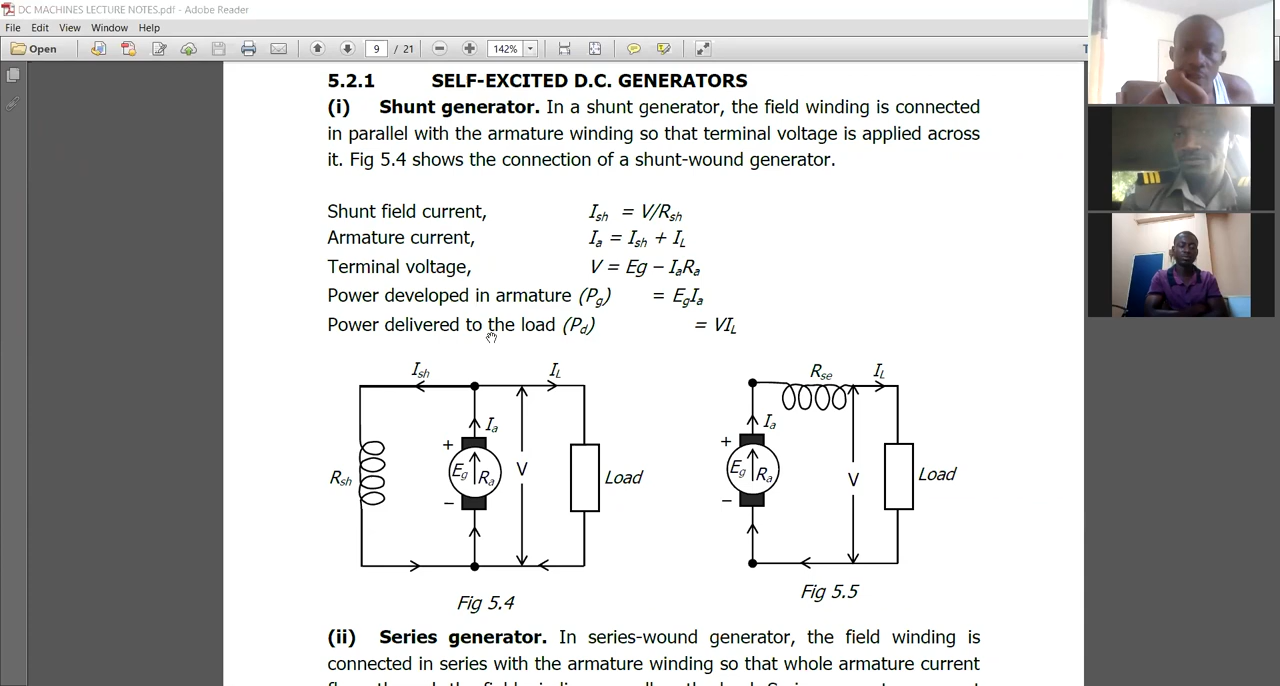 DC MACHINES LECTURE NOTES.pdf - Adobe Reader
File Edit View Window Help
Open 9 / 21 142%
5.2.1 SELF-EXCITED D.C. GENERATORS
(i) Shunt generator. In a shunt generator, the field winding is connected
in parallel with the armature winding so that terminal voltage is applied across
it. Fig 5.4 shows the connection of a shunt-wound generator.
Shunt field current, Ish = V/Rsh
Armature current, Ia = Ish + IL
Terminal voltage, V = Eg – IaRa
Power developed in armature (Pg) = EgIa
Power delivered to the load (Pd) = VIL
Ish IL
Ia
+
Eg Ra
V
Rsh
Load
–
Fig 5.4
Rse IL
Ia
+
Eg Ra
V
Load
–
Fig 5.5
(ii) Series generator. In series-wound generator, the field winding is
connected in series with the armature winding so that whole armature current